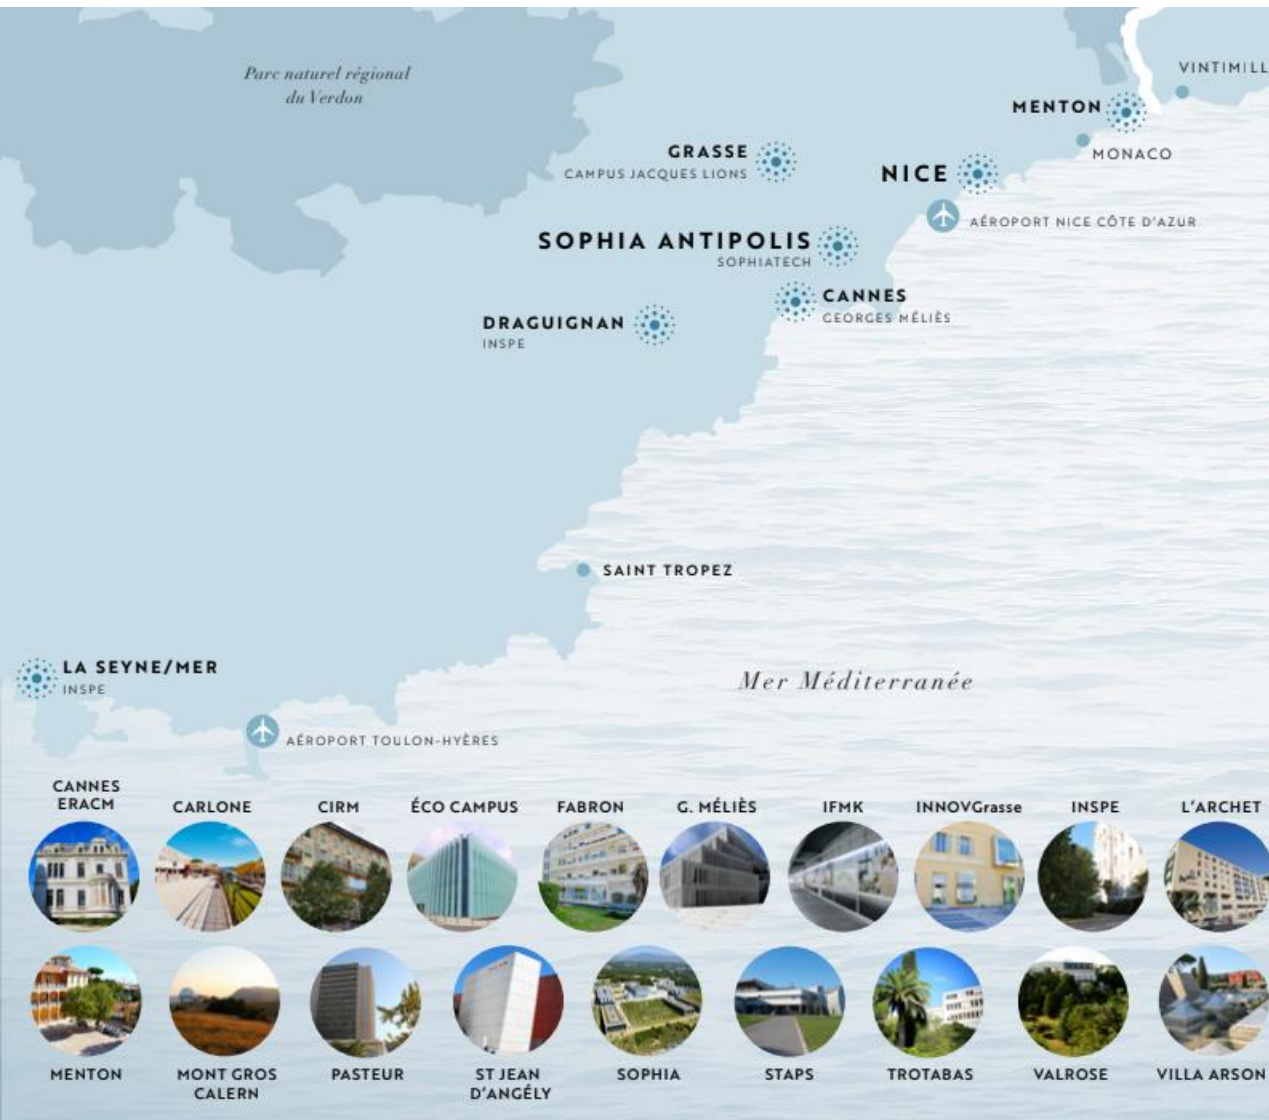 Parc naturel régional
du Verdon
VINTIMILL
MENTON
MONACO
GRASSE
CAMPUS JACQUES LIONS
NICE
AÉROPORT NICE CÔTE D'AZUR
SOPHIA ANTIPOLIS
SOPHIATECH
CANNES
GEORGES MÉLIÈS
DRAGUIGNAN
INSPE
SAINT TROPEZ
LA SEYNE/MER
INSPE
Mer Méditerranée
AÉROPORT TOULON-HYÈRES
CANNES
ERACM
CARLONE
CIRM
ÉCO CAMPUS
FABRON
G. MÉLIÈS
IFMK
INNOVGrasse
INSPE
L'ARCHET
MENTON
MONT GROS
CALERN
PASTEUR
ST JEAN
D'ANGÉLY
SOPHIA
STAPS
TROTABAS
VALROSE
VILLA ARSON